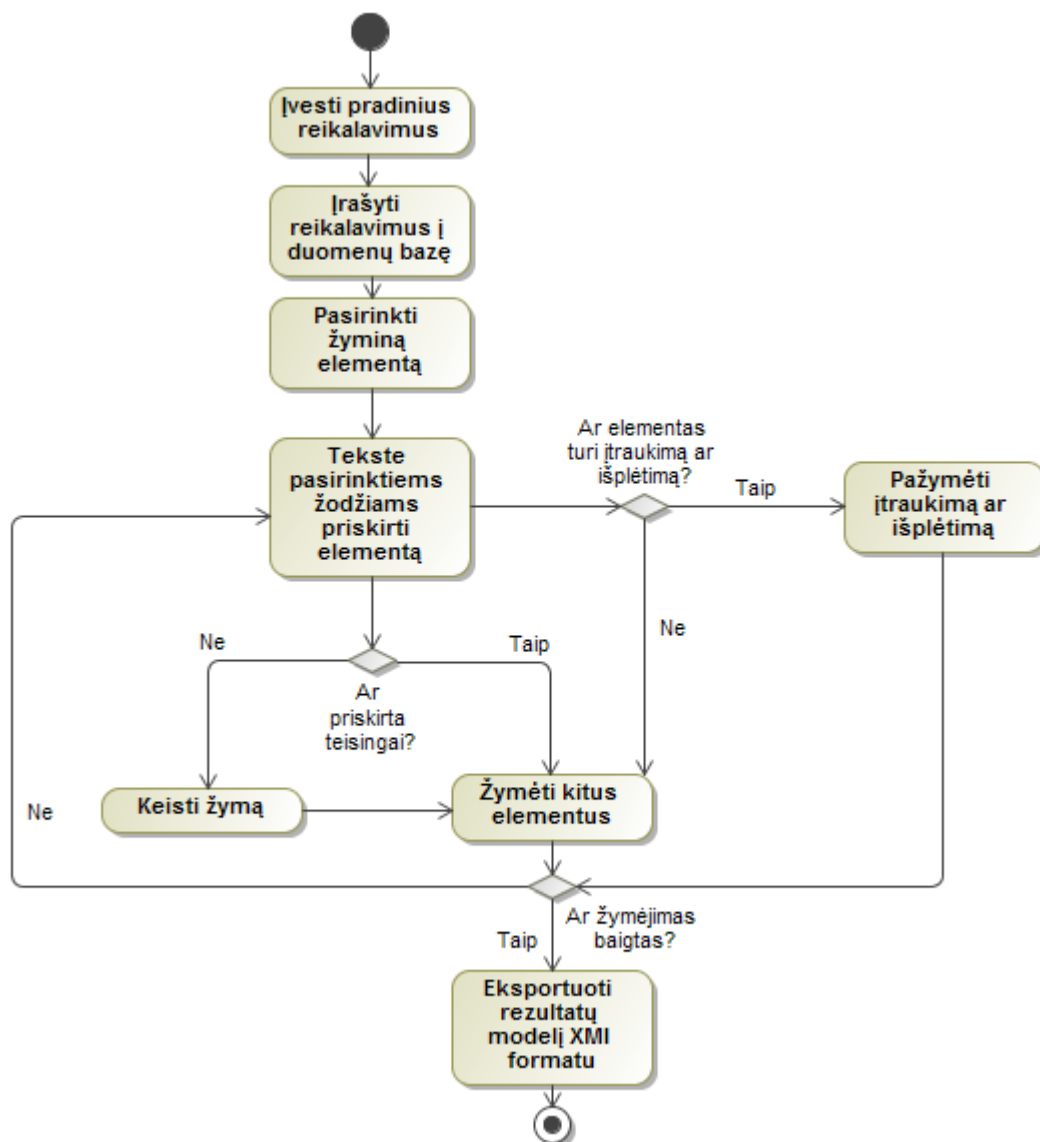 Įvesti pradinius
reikalavimus
Įrašyti
reikalavimus į
duomenų bazę
Pasirinkti
žyminą
elementą
Tekste
pasirinktiems
žodžiams
priskirti
elementą
Ar elementas
turi įtraukimą ar
išplėtimą?
Taip
Pažymėti
įtraukimą ar
išplėtimą
Ne
Ne
Taip
Ar
priskirta
teisingai?
Keisti žymą
Žymėti kitus
elementus
Ne
Ar žymėjimas
baigtas?
Taip
Eksportuoti
rezultatų
modelį XMI
formatu